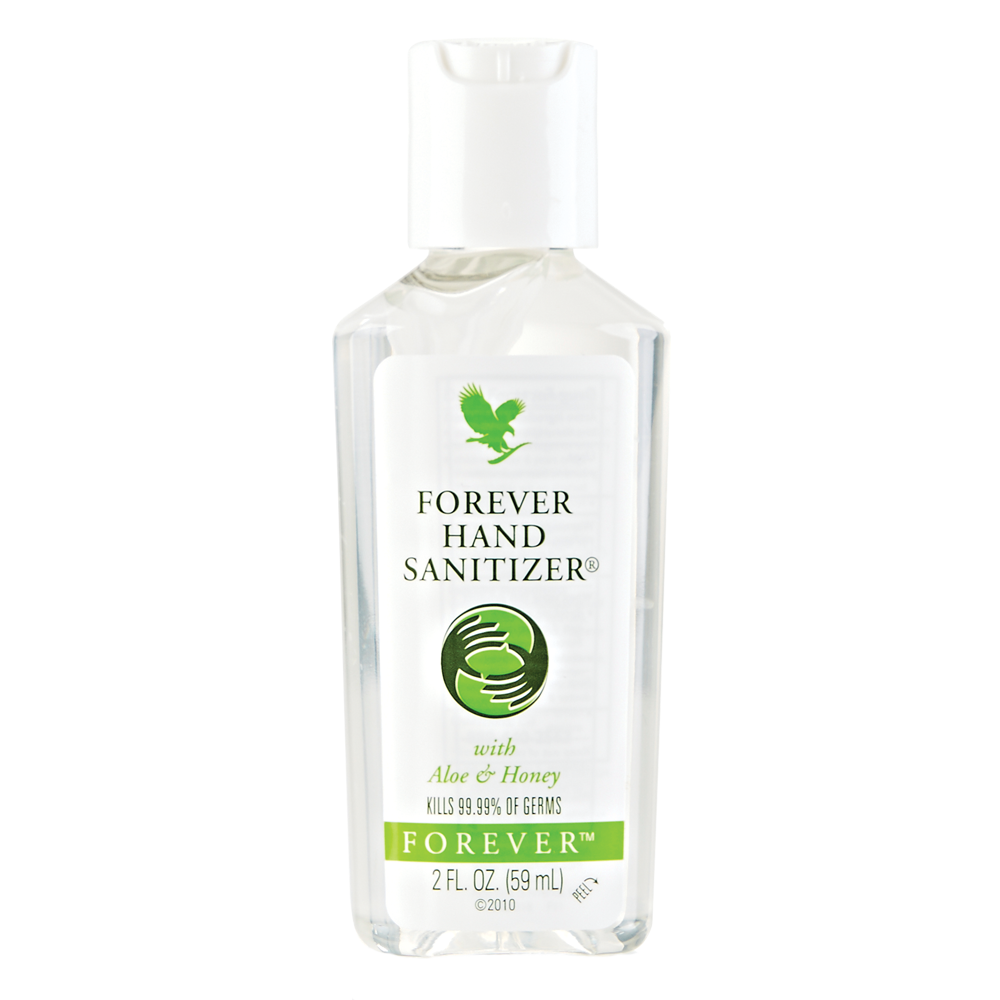 FOREVER
HAND
SANITIZER®
with
Aloe & Honey
KILLS 99.99% OF GERMS
FOREVER™
2 FL. OZ. (59 mL)
PEEL
©2010